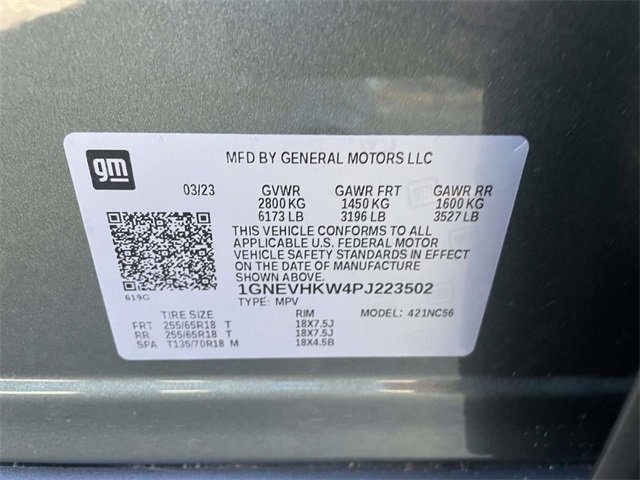 gm
MFD BY GENERAL MOTORS LLC
03/23 GVWR GAWR FRT GAWR RR
2800 KG 1450 KG 1600 KG
6173 LB 3196 LB 3527 LB
THIS VEHICLE CONFORMS TO ALL
APPLICABLE U.S. FEDERAL MOTOR
VEHICLE SAFETY STANDARDS IN EFFECT
ON THE DATE OF MANUFACTURE
SHOWN ABOVE.
619G
1GNEVHKW4PJ223502
TYPE: MPV
TIRE SIZE RIM MODEL: 421NC56
FRT 255/65R18 T 18X7.5J
RR 255/65R18 T 18X7.5J
SPA T135/70R18 M 18X4.5B